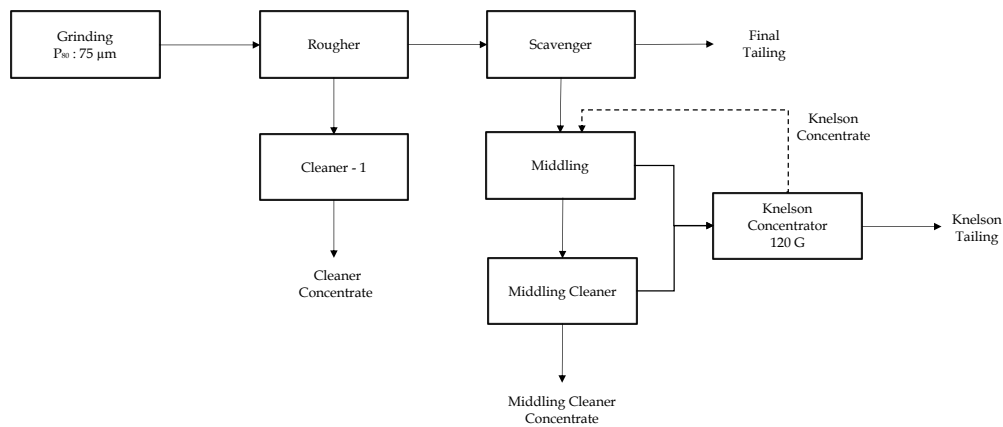 Grinding
P₈₀ : 75 µm
Rougher
Scavenger
Final
Tailing
Knelson
Concentrate
Cleaner - 1
Middling
Knelson
Concentrator
120 G
Knelson
Tailing
Cleaner
Concentrate
Middling Cleaner
Middling Cleaner
Concentrate